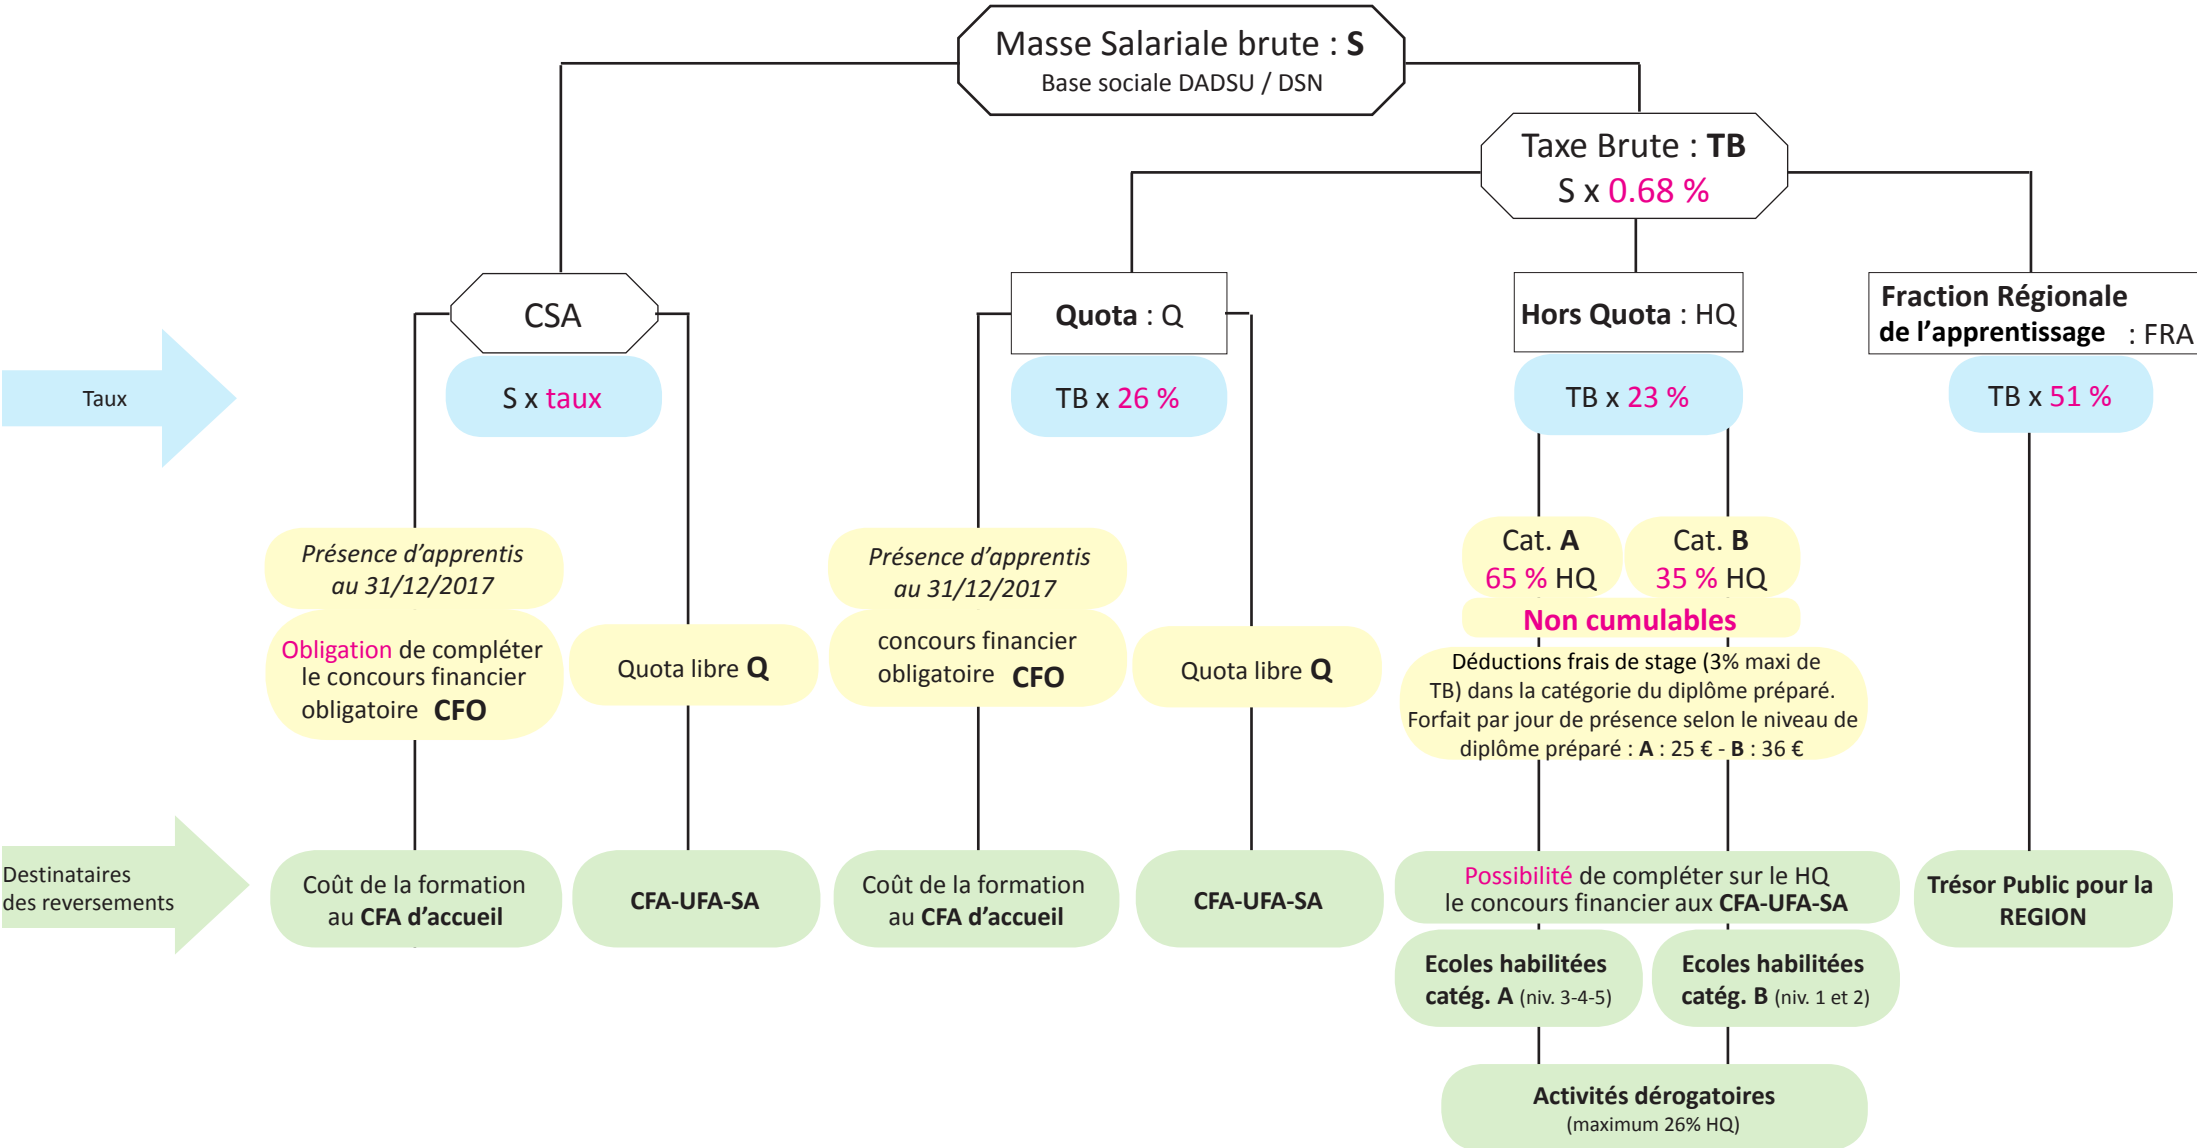 Masse Salariale brute : S
Base sociale DADSU / DSN
Taxe Brute : TB
S x 0.68 %
CSA
Quota : Q
Hors Quota : HQ
Fraction Régionale
de l’apprentissage : FRA
Taux
S x taux
TB x 26 %
TB x 23 %
TB x 51 %
Présence d’apprentis
au 31/12/2017
Obligation de compléter
le concours financier
obligatoire CFO
Quota libre Q
Présence d’apprentis
au 31/12/2017
concours financier
obligatoire CFO
Quota libre Q
Cat. A
65 % HQ
Cat. B
35 % HQ
Non cumulables
Déductions frais de stage (3% maxi de
TB) dans la catégorie du diplôme préparé.
Forfait par jour de présence selon le niveau de
diplôme préparé : A : 25 € - B : 36 €
Destinataires
des reversements
Coût de la formation
au CFA d’accueil
CFA-UFA-SA
Coût de la formation
au CFA d’accueil
CFA-UFA-SA
Possibilité de compléter sur le HQ
le concours financier aux CFA-UFA-SA
Trésor Public pour la
REGION
Ecoles habilitées
catég. A (niv. 3-4-5)
Ecoles habilitées
catég. B (niv. 1 et 2)
Activités dérogatoires
(maximum 26% HQ)